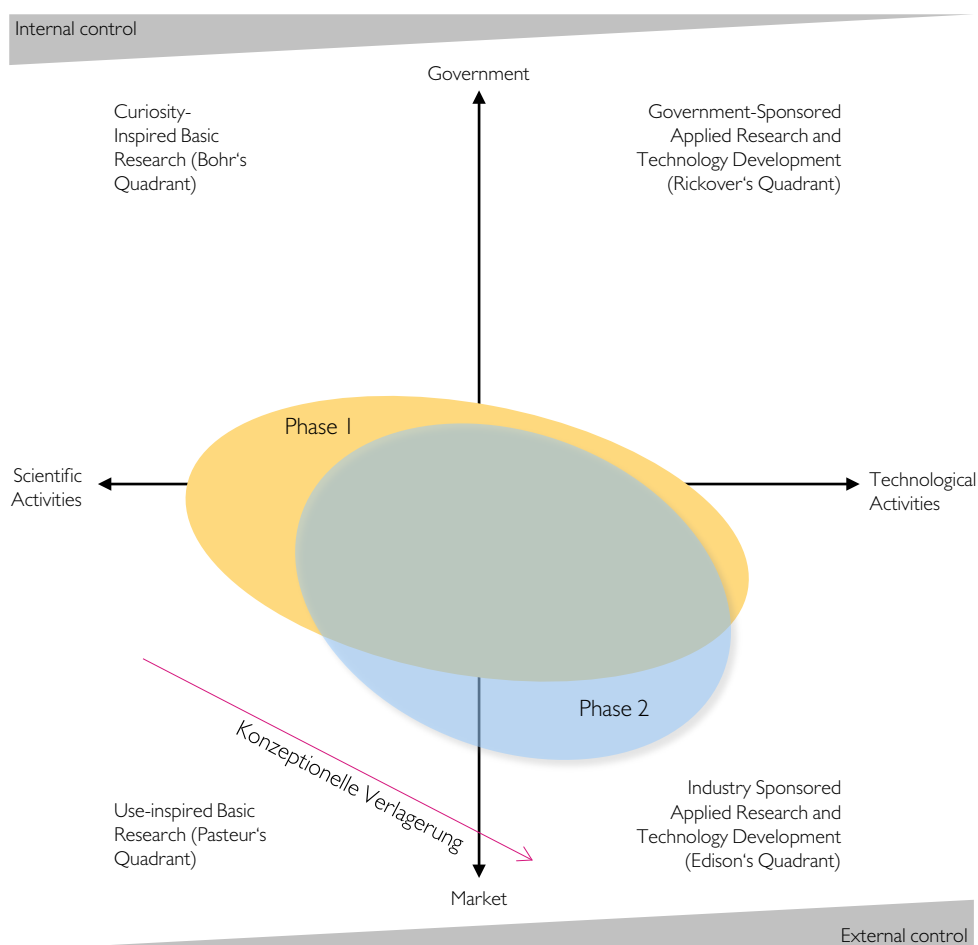 Internal control
Government
Curiosity-
Inspired Basic
Research (Bohr‘s
Quadrant)
Government-Sponsored
Applied Research and
Technology Development
(Rickover‘s Quadrant)
Phase 1
Scientific
Activities
Technological
Activities
Phase 2
Konzeptionelle Verlagerung
Use-inspired Basic
Research (Pasteur‘s
Quadrant)
Industry Sponsored
Applied Research and
Technology Development
(Edison‘s Quadrant)
Market
External control